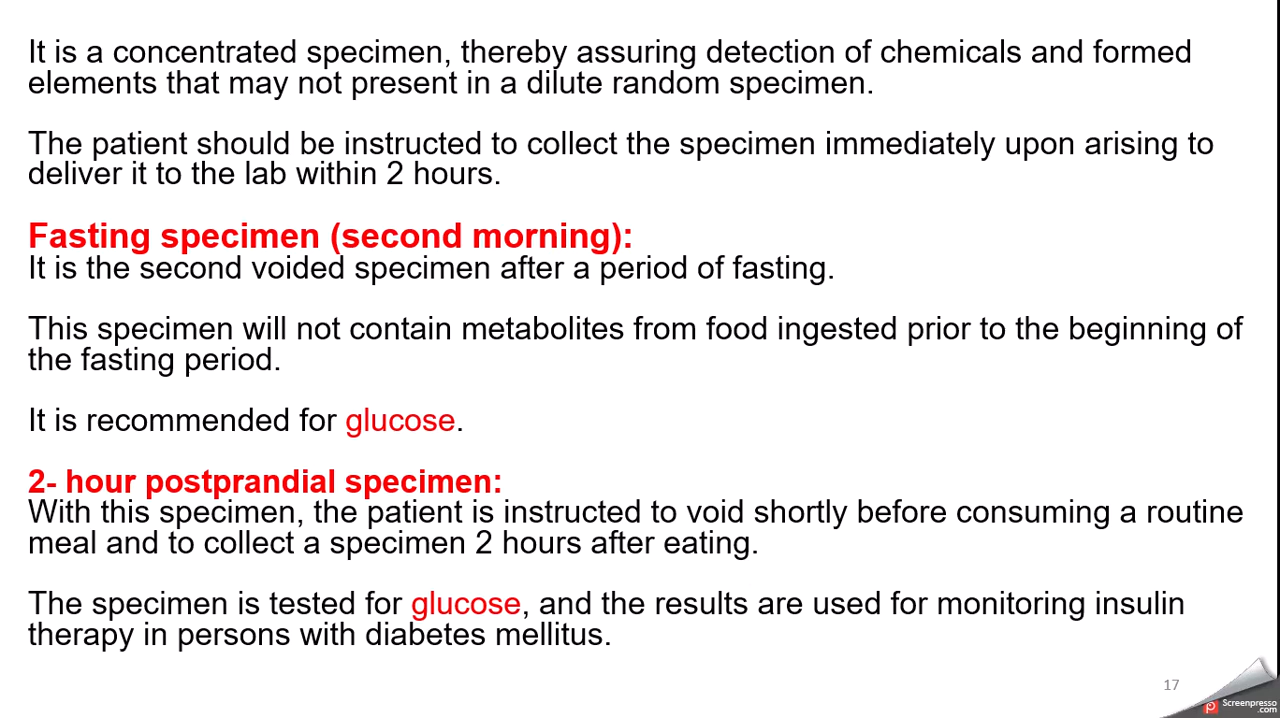 It is a concentrated specimen, thereby assuring detection of chemicals and formed
elements that may not present in a dilute random specimen.
The patient should be instructed to collect the specimen immediately upon arising to
deliver it to the lab within 2 hours.
Fasting specimen (second morning):
It is the second voided specimen after a period of fasting.
This specimen will not contain metabolites from food ingested prior to the beginning of
the fasting period.
It is recommended for glucose.
2- hour postprandial specimen:
With this specimen, the patient is instructed to void shortly before consuming a routine
meal and to collect a specimen 2 hours after eating.
The specimen is tested for glucose, and the results are used for monitoring insulin
therapy in persons with diabetes mellitus.
17
Screenpresso
.com